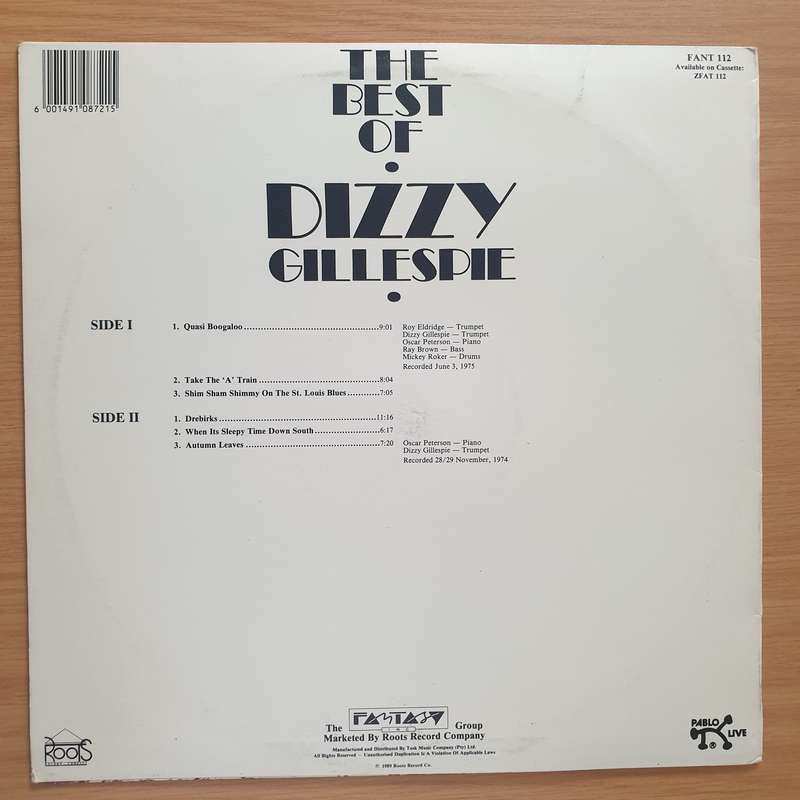 THE
BEST
OF
DIZZY
GILLESPIE
FANT 112
Available on Cassette:
ZFAT 112
6 001491 087215
SIDE I
1. Quasi Boogaloo 9:01
Roy Eldridge — Trumpet
Dizzy Gillespie — Trumpet
Oscar Peterson — Piano
Ray Brown — Bass
Mickey Roker — Drums
Recorded June 3, 1975
2. Take The ‘A’ Train 8:04
3. Shim Sham Shimmy On The St. Louis Blues 7:05
SIDE II
1. Drebirks 11:16
2. When Its Sleepy Time Down South 6:17
3. Autumn Leaves 7:20
Oscar Peterson — Piano
Dizzy Gillespie — Trumpet
Recorded 28/29 November, 1974
The FANTASY Group
INC
Marketed By Roots Record Company
Manufactured and Distributed By Tusk Music Company (Pty) Ltd.
All Rights Reserved — Unauthorised Duplication Is A Violation Of Applicable Laws
© 1989 Roots Record Co.
ROOTS
PABLO
LIVE
®